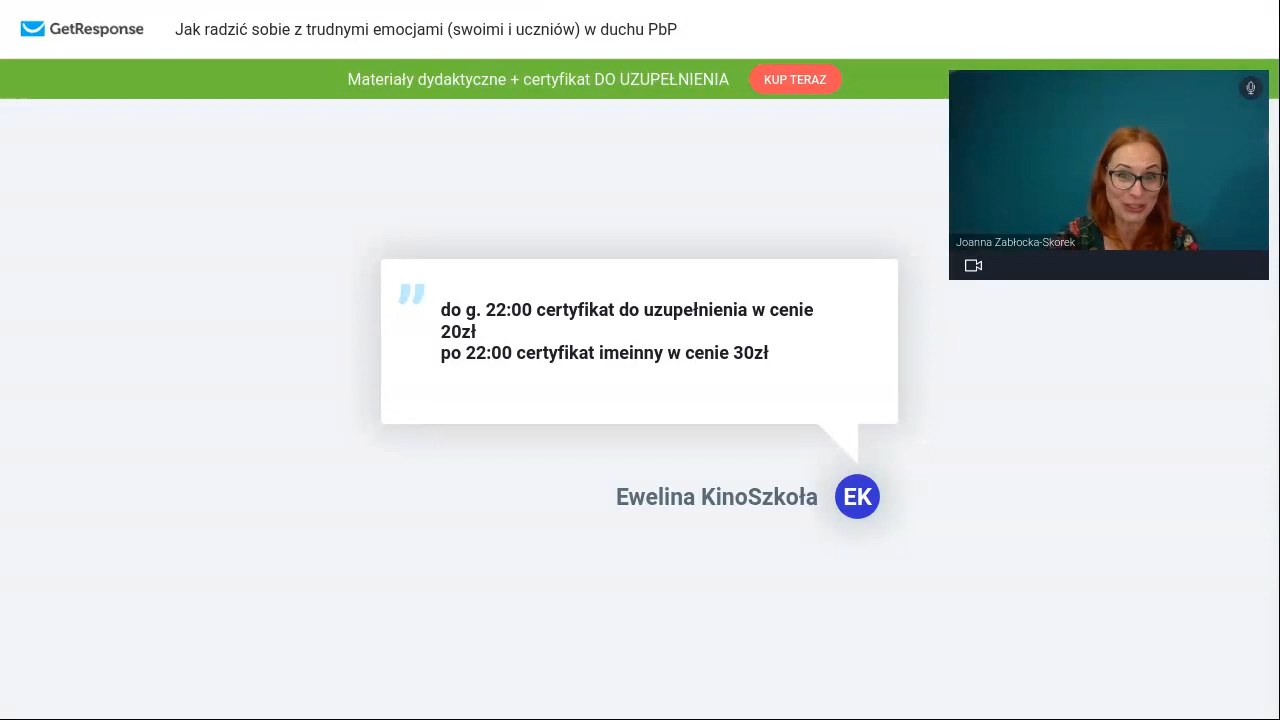 GetResponse
Jak radzić sobie z trudnymi emocjami (swoimi i uczniów) w duchu PbP
Materiały dydaktyczne + certyfikat DO UZUPEŁNIENIA
KUP TERAZ
Joanna Zabłocka-Skorek
do g. 22:00 certyfikat do uzupełnienia w cenie
20zł
po 22:00 certyfikat imeinny w cenie 30zł
Ewelina KinoSzkoła
EK